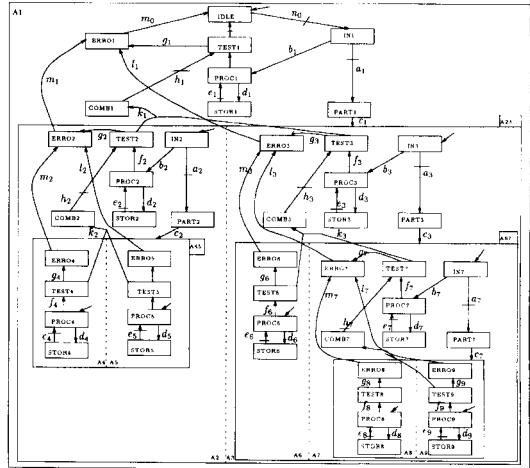 A1
m0
IDLE
n0
ERRO1
g1
TEST1
IN1
l1
h1
PROC1
b1
a1
m1
e1
d1
COMB1
k1
STOR1
PART1
c1
A23
ERRO2
g2
TEST2
IN2
ERRO3
g3
TEST3
IN3
l2
f2
b2
a2
m3
l3
f3
b3
a3
m2
PROC2
h3
PROC3
h2
e2
d2
e3
d3
COMB2
STOR2
PART2
COMB3
STOR3
PART3
k2
c2
k3
c3
A45
A67
ERRO4
ERRO5
ERRO6
ERRO7
g7
TEST7
IN7
g4
g6
m7
l7
f7
b7
a7
TEST4
TEST5
TEST6
PROC7
f4
f6
h7
e7
d7
PROC4
PROC5
PROC6
COMB7
STOR7
PART7
e4
d4
e5
d5
e6
d6
c7
STOR4
STOR5
STOR6
ERRO8
ERRO9
A4
A5
g8
g9
TEST8
TEST9
f8
f9
PROC8
PROC9
e8
d8
e9
d9
STOR8
STOR9
A8
A9
A2
A3
A6
A7